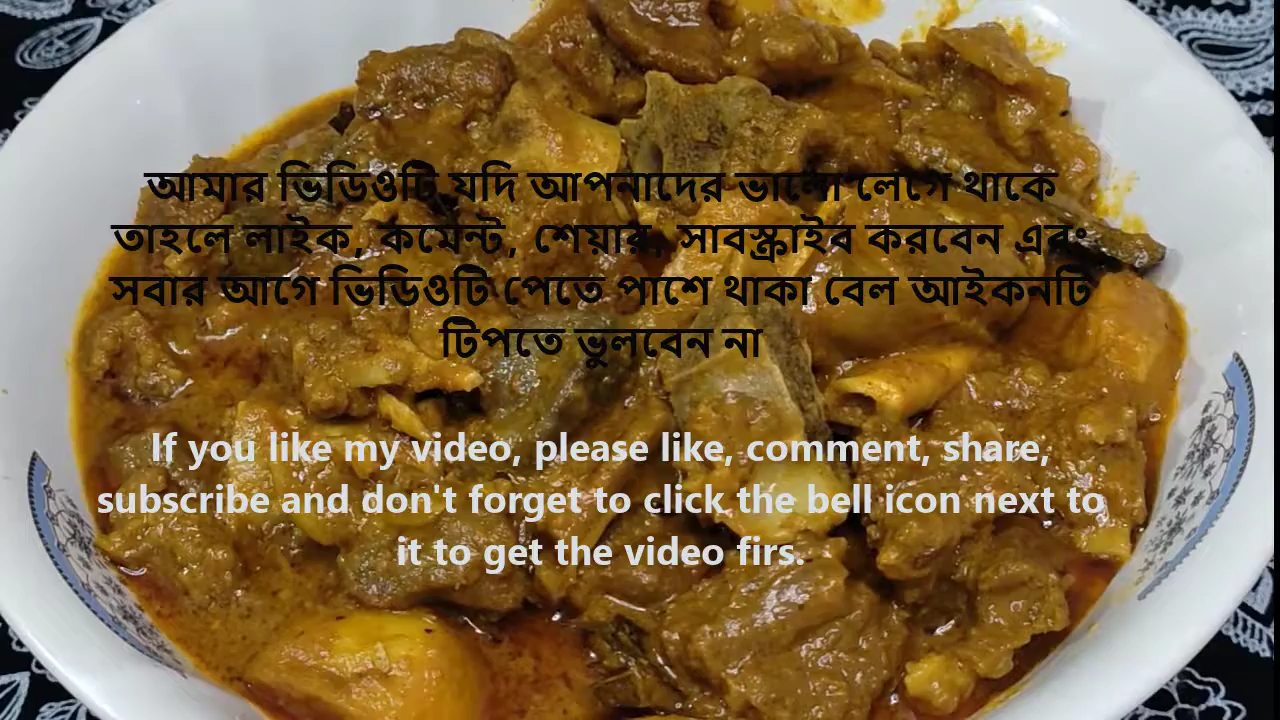 আমার ভিডিওটি যদি আপনাদের ভালো লেগে থাকে
তাহলে লাইক, কমেন্ট, শেয়ার, সাবস্ক্রাইব করবেন এবং
সবার আগে ভিডিওটি পেতে পাশে থাকা বেল আইকনটি
টিপতে ভুলবেন না
If you like my video, please like, comment, share,
subscribe and don't forget to click the bell icon next to
it to get the video firs.